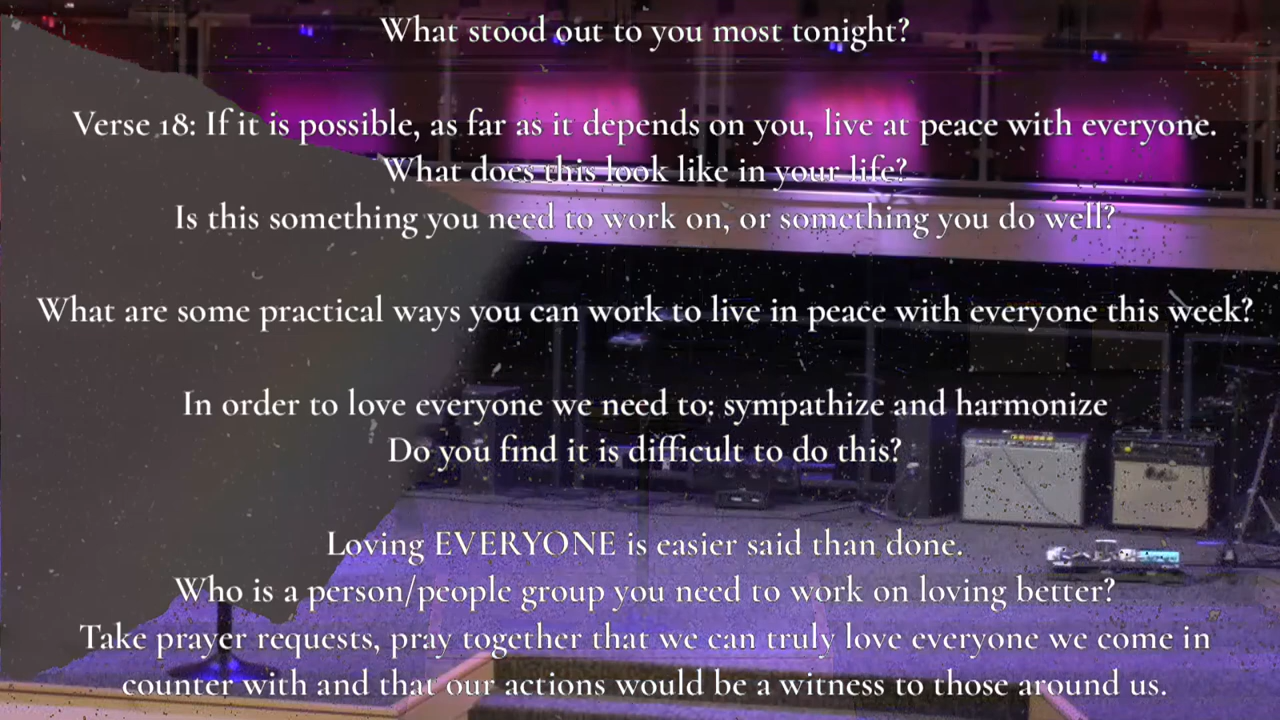 What stood out to you most tonight?
Verse 18: If it is possible, as far as it depends on you, live at peace with everyone.
What does this look like in your life?
Is this something you need to work on, or something you do well?
What are some practical ways you can work to live in peace with everyone this week?
In order to love everyone we need to: sympathize and harmonize
Do you find it is difficult to do this?
Loving EVERYONE is easier said than done.
Who is a person/people group you need to work on loving better?
Take prayer requests, pray together that we can truly love everyone we come in
counter with and that our actions would be a witness to those around us.